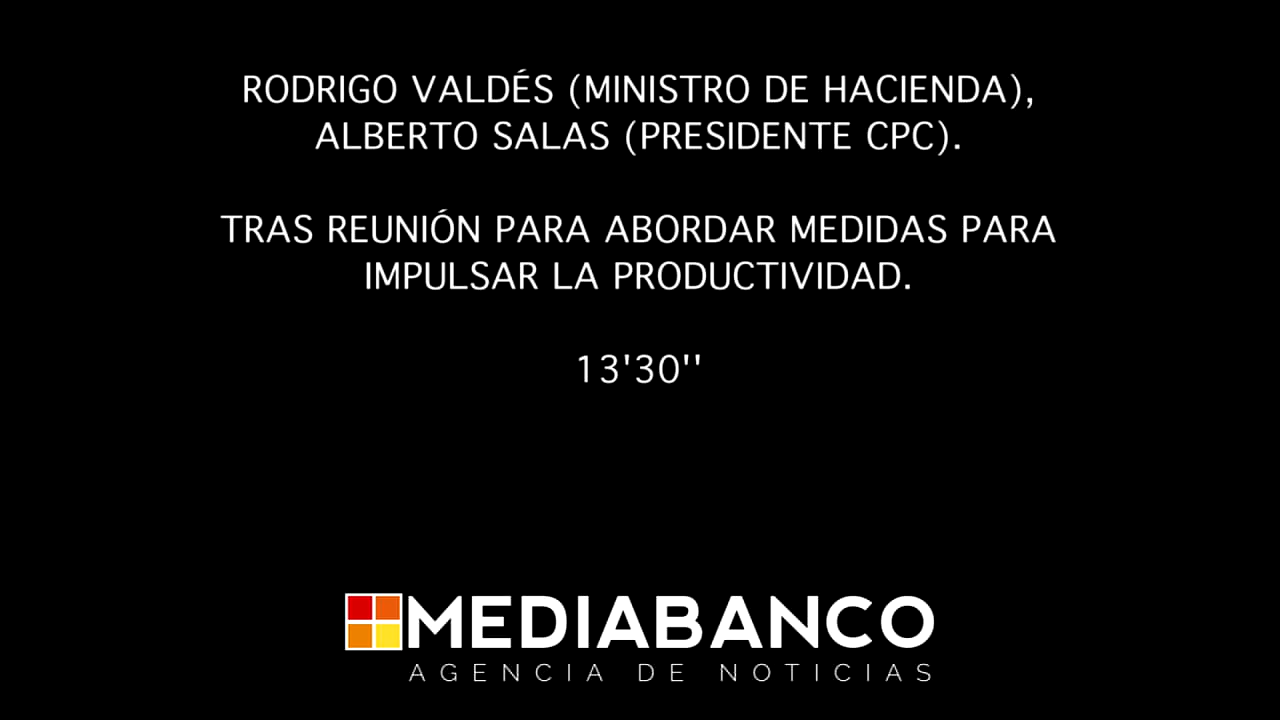 RODRIGO VALDÉS (MINISTRO DE HACIENDA),
ALBERTO SALAS (PRESIDENTE CPC).
TRAS REUNIÓN PARA ABORDAR MEDIDAS PARA
IMPULSAR LA PRODUCTIVIDAD.
13'30''
MEDIABANCO
AGENCIA DE NOTICIAS